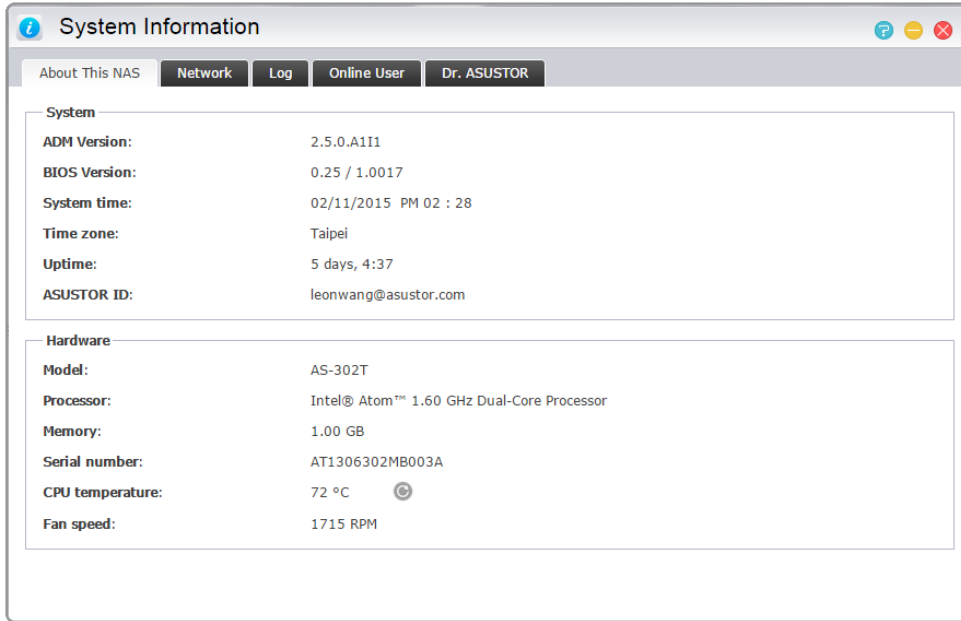 System Information
About This NAS Network Log Online User Dr. ASUSTOR
System
ADM Version: 2.5.0.A1I1
BIOS Version: 0.25 / 1.0017
System time: 02/11/2015 PM 02 : 28
Time zone: Taipei
Uptime: 5 days, 4:37
ASUSTOR ID: leonwang@asustor.com
Hardware
Model: AS-302T
Processor: Intel® Atom™ 1.60 GHz Dual-Core Processor
Memory: 1.00 GB
Serial number: AT1306302MB003A
CPU temperature: 72 °C
Fan speed: 1715 RPM